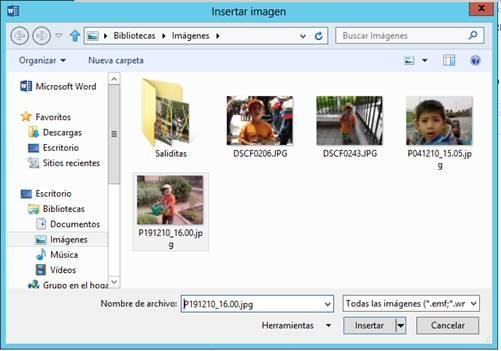 Insertar imagen
Bibliotecas
Imágenes
Buscar Imágenes
Organizar
Nueva carpeta
Microsoft Word
Favoritos
Descargas
Escritorio
Sitios recientes
Escritorio
Bibliotecas
Documentos
Imágenes
Música
Vídeos
Grupo en el hoga
Saliditas
DSCF0206.JPG
DSCF0243.JPG
P041210_15.05.jp
g
P191210_16.00.jp
g
Nombre de archivo:
P191210_16.00.jpg
Todas las imágenes (*.emf;*.wr
Herramientas
Insertar
Cancelar